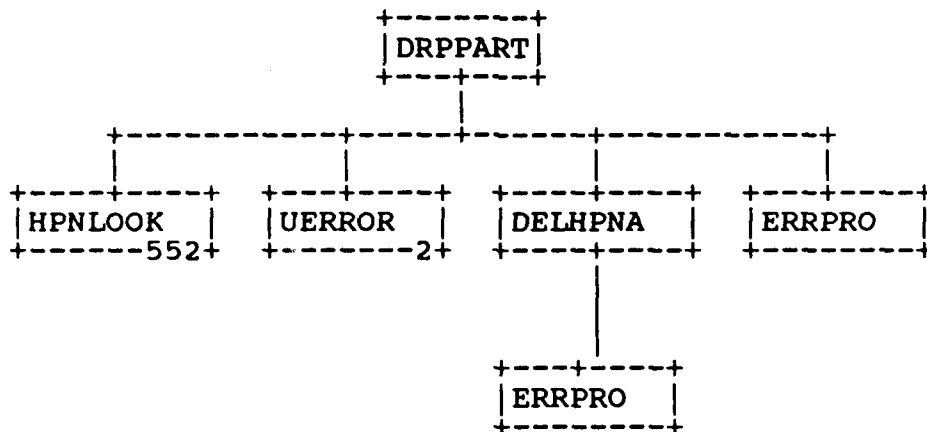 DRPPART
HPNLOOK UERROR DELHPNA ERRPRO
552 2
ERRPRO